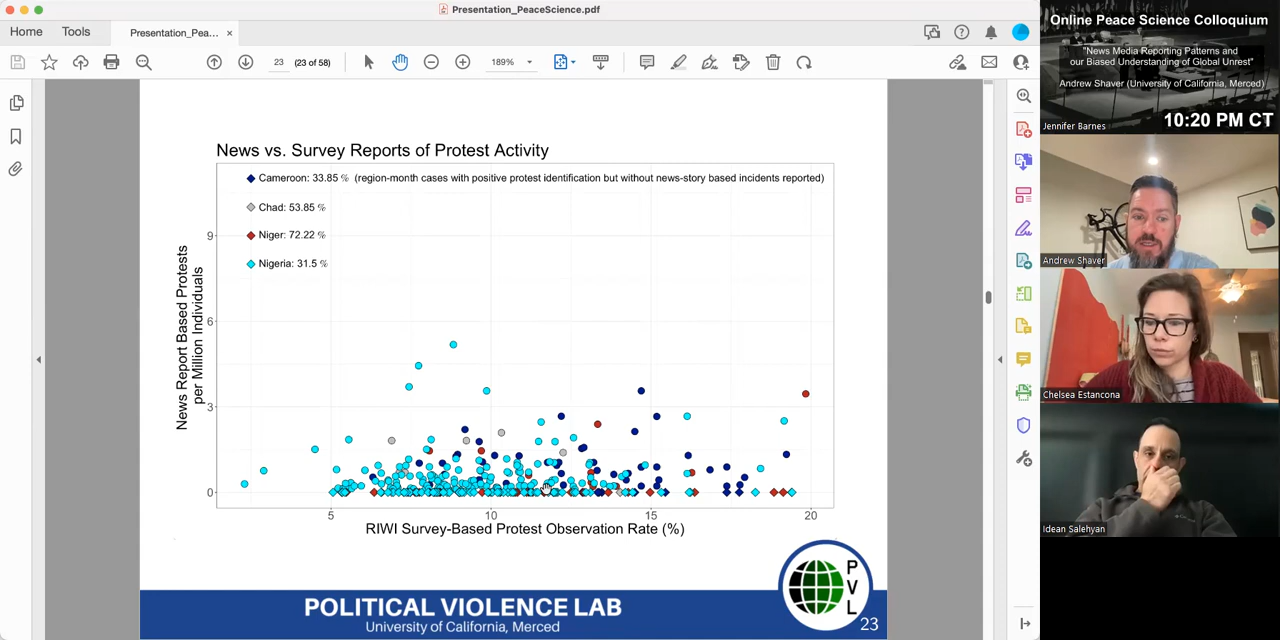 Presentation_PeaceScience.pdf
Home
Tools
Presentation_Pea...
23
(23 of 58)
189%
News vs. Survey Reports of Protest Activity
Cameroon: 33.85 % (region-month cases with positive protest identification but without news-story based incidents reported)
Chad: 53.85 %
Niger: 72.22 %
Nigeria: 31.5 %
News Report Based Protests
per Million Individuals
9
6
3
0
5
10
15
20
RIWI Survey-Based Protest Observation Rate (%)
POLITICAL VIOLENCE LAB
University of California, Merced
P
V
L
23
Online Peace Science Colloquium
"News Media Reporting Patterns and
our Biased Understanding of Global Unrest"
Andrew Shaver (University of California, Merced)
10:20 PM CT
Jennifer Barnes
Andrew Shaver
Chelsea Estancona
Idean Salehyan